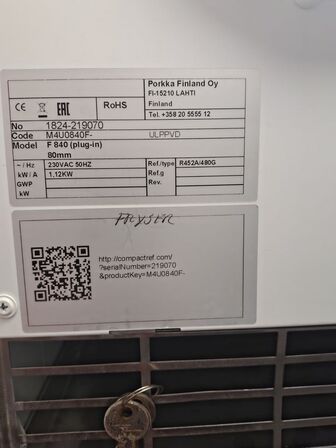 Porkka Finland Oy
FI-15210 LAHTI
Finland
Tel. +358 20 5555 12
CE EAC RoHS
No 1824-219070
Code M4U0840F- ULPPVD
Model F 840 (plug-in)
80mm
~ / Hz 230VAC 50HZ Ref/type R452A/480G
kW / A 1,12KW Ref.g
GWP Rev.
kW
http://compactref.com/
?serialNumber=219070
&productKey=M4U0840F-